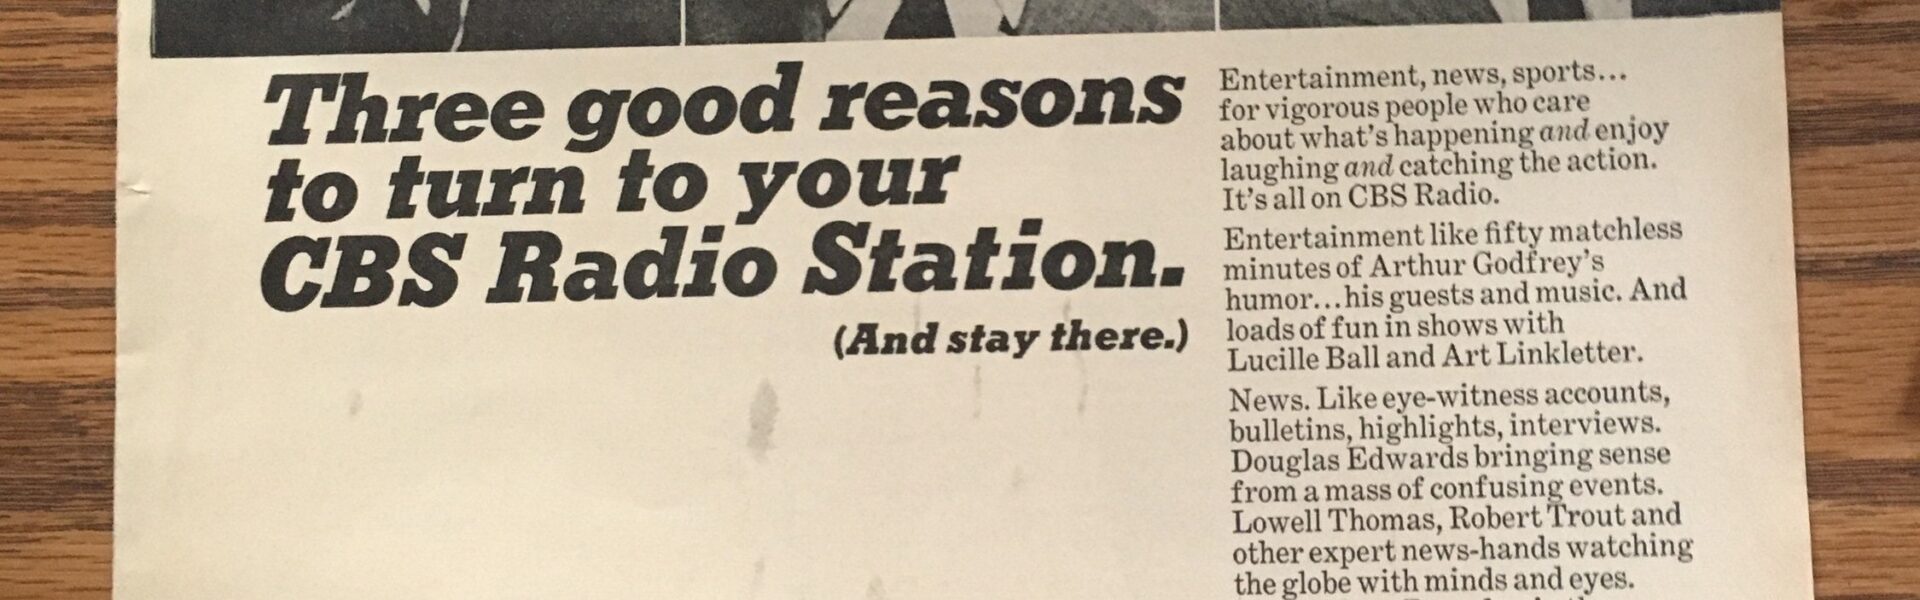 Three good reasons
to turn to your
CBS Radio Station.
(And stay there.)
Entertainment, news, sports...
for vigorous people who care
about what's happening and enjoy
laughing and catching the action.
It's all on CBS Radio.
Entertainment like fifty matchless
minutes of Arthur Godfrey's
humor...his guests and music. And
loads of fun in shows with
Lucille Ball and Art Linkletter.
News. Like eye-witness accounts,
bulletins, highlights, interviews.
Douglas Edwards bringing sense
from a mass of confusing events.
Lowell Thomas, Robert Trout and
other expert news-hands watching
the globe with minds and eyes.